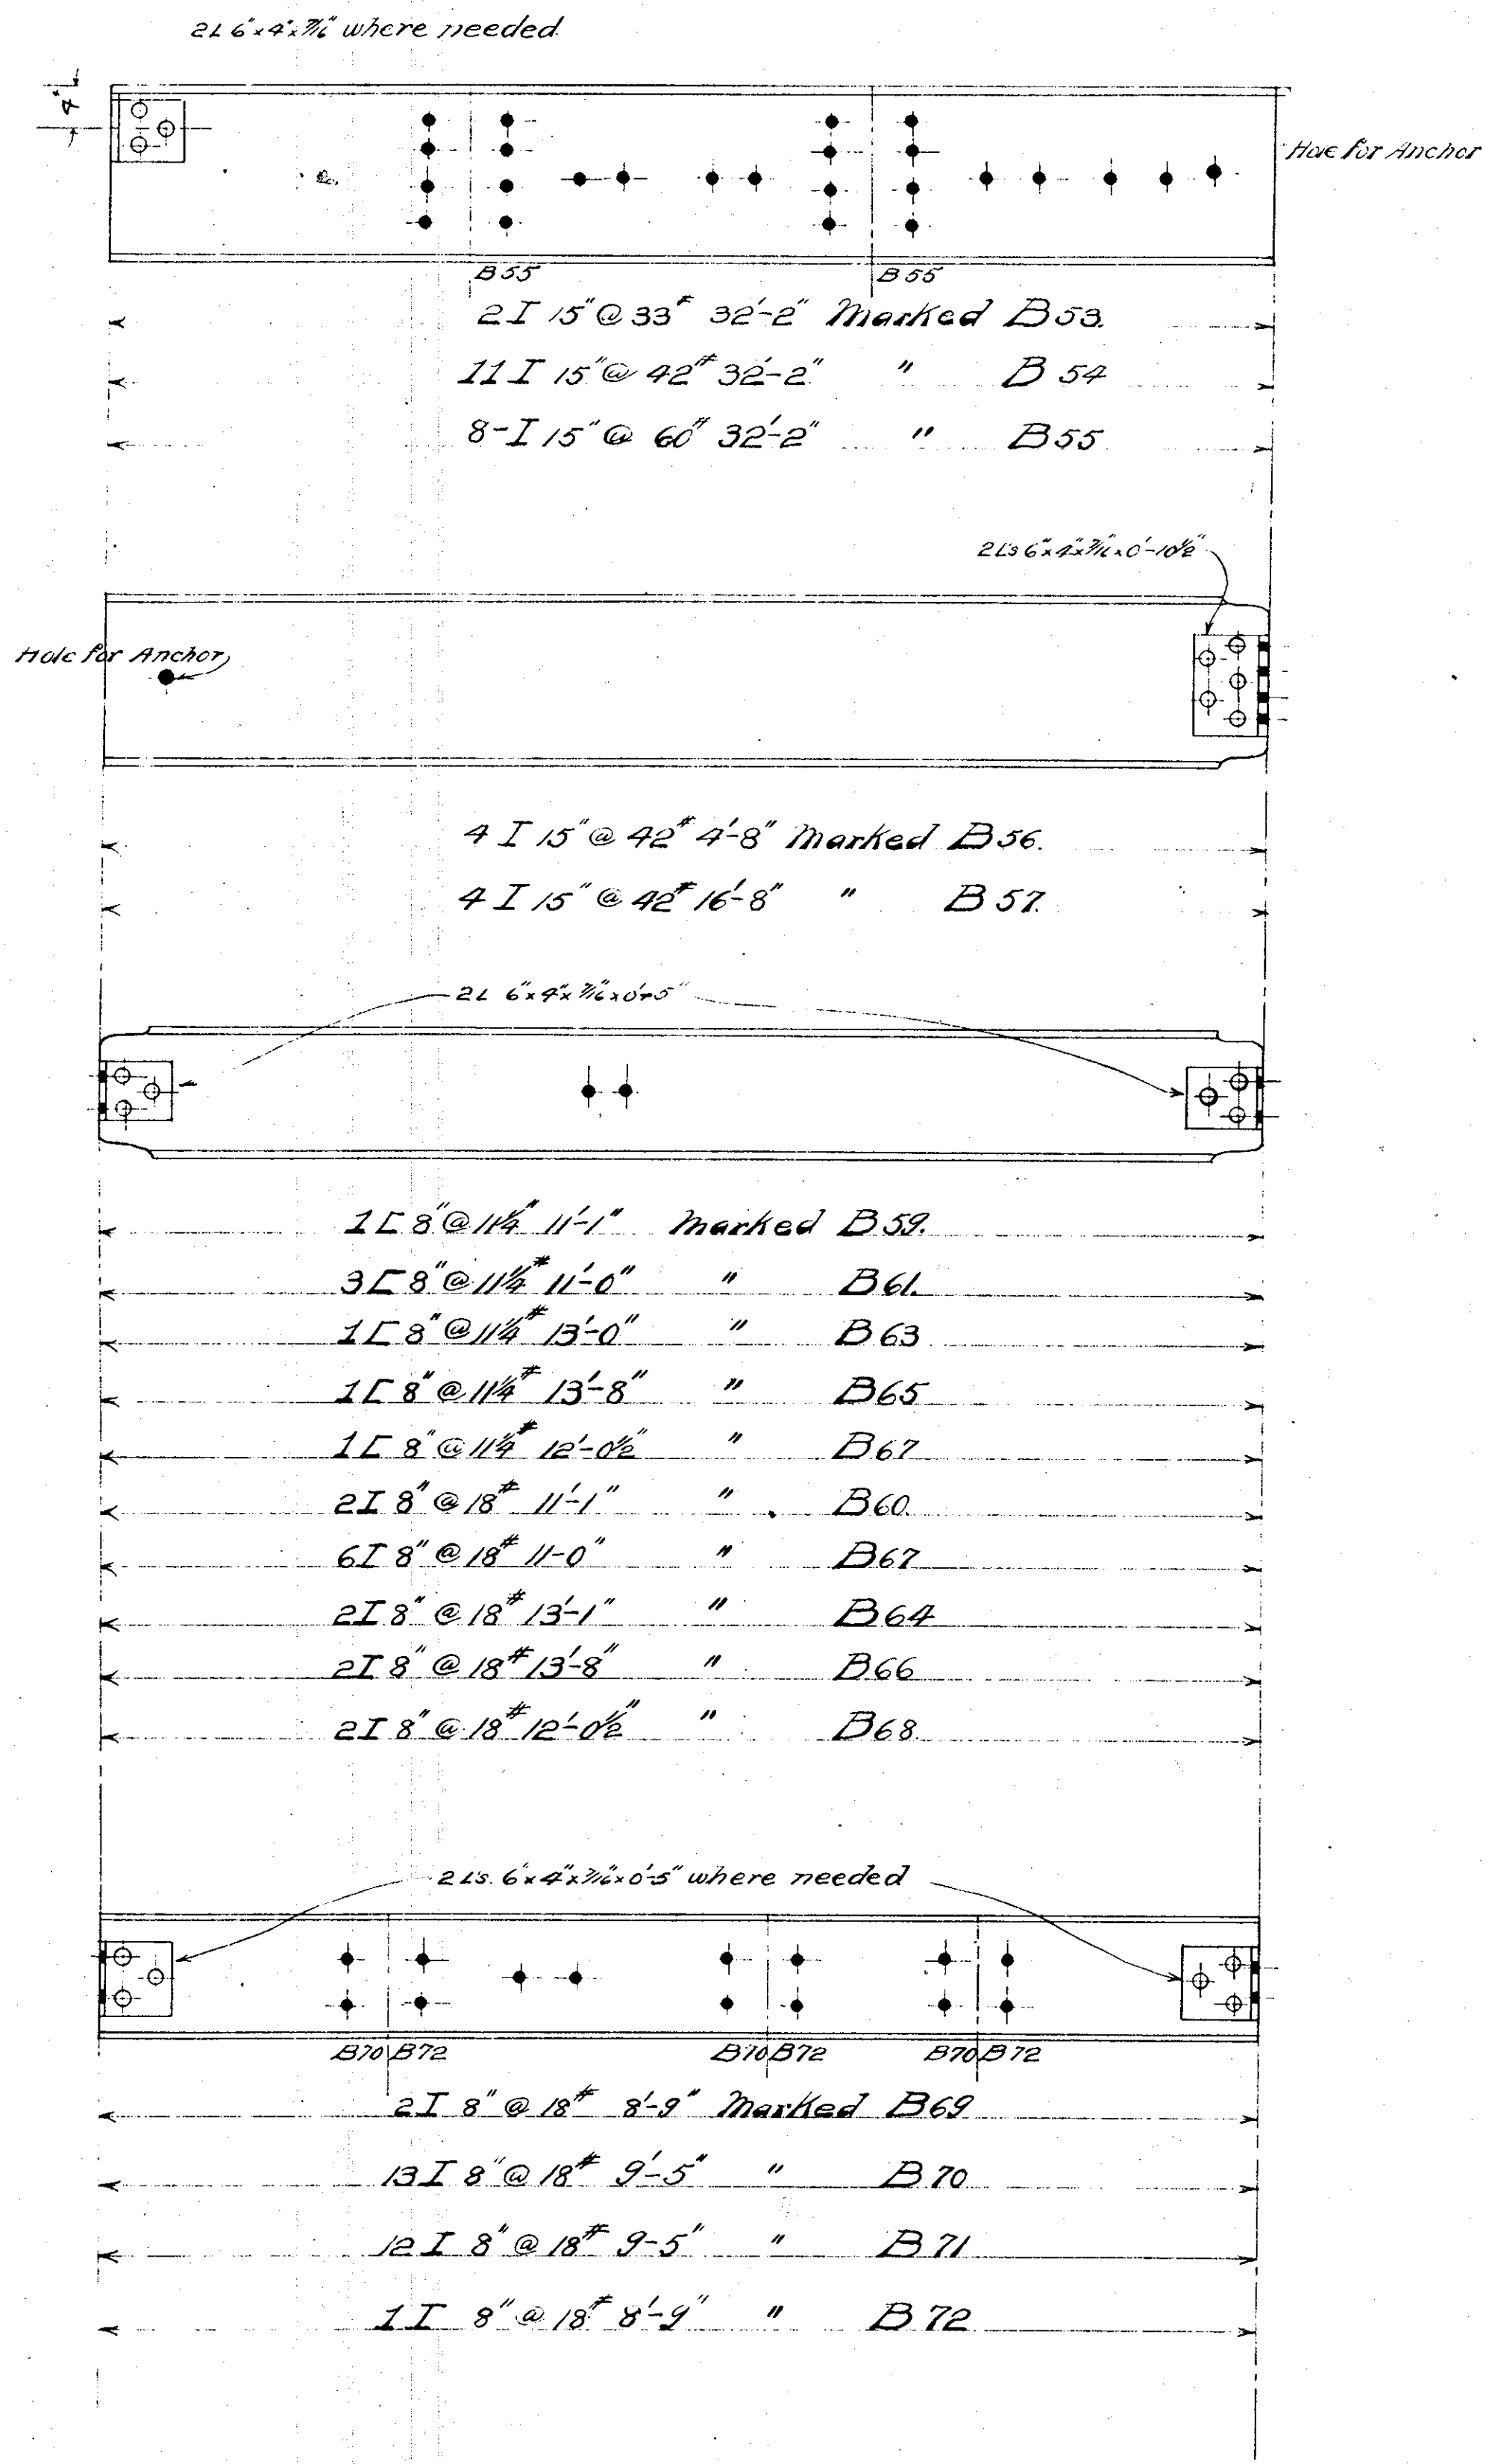 2L 6"x4"x7/16" where needed
4"
Hole for Anchor
B55 B55
2 I 15" @ 33# 32'-2" Marked B53.
11 I 15" @ 42# 32'-2" " B54
8-I 15" @ 60# 32'-2" " B55
2Ls 6"x4"x7/16"x0'-10½"
Hole for Anchor
4 I 15" @ 42# 4'-8" Marked B56.
4 I 15" @ 42# 16'-8" " B57.
2L 6"x4"x7/16"x0'-5"
1 [ 8" @ 11¼# 11'-1" Marked B59.
3 [ 8" @ 11¼# 11'-0" " B61.
1 [ 8" @ 11¼# 13'-0" " B63
1 [ 8" @ 11¼# 13'-8" " B65
1 [ 8" @ 11¼# 12'-0½" " B67
2 I 8" @ 18# 11'-1" " B60.
6 I 8" @ 18# 11-0" " B67
2 I 8" @ 18# 13'-1" " B64
2 I 8" @ 18# 13'-8" " B66
2 I 8" @ 18# 12'-0½" " B68.
2Ls. 6"x4"x7/16"x0'-5" where needed
B70 B72 B70 B72 B70 B72
2 I 8" @ 18# 8'-9" Marked B69
13 I 8" @ 18# 9'-5" " B70
12 I 8" @ 18# 9-5" " B71
1 I 8" @ 18# 8'-9" " B72